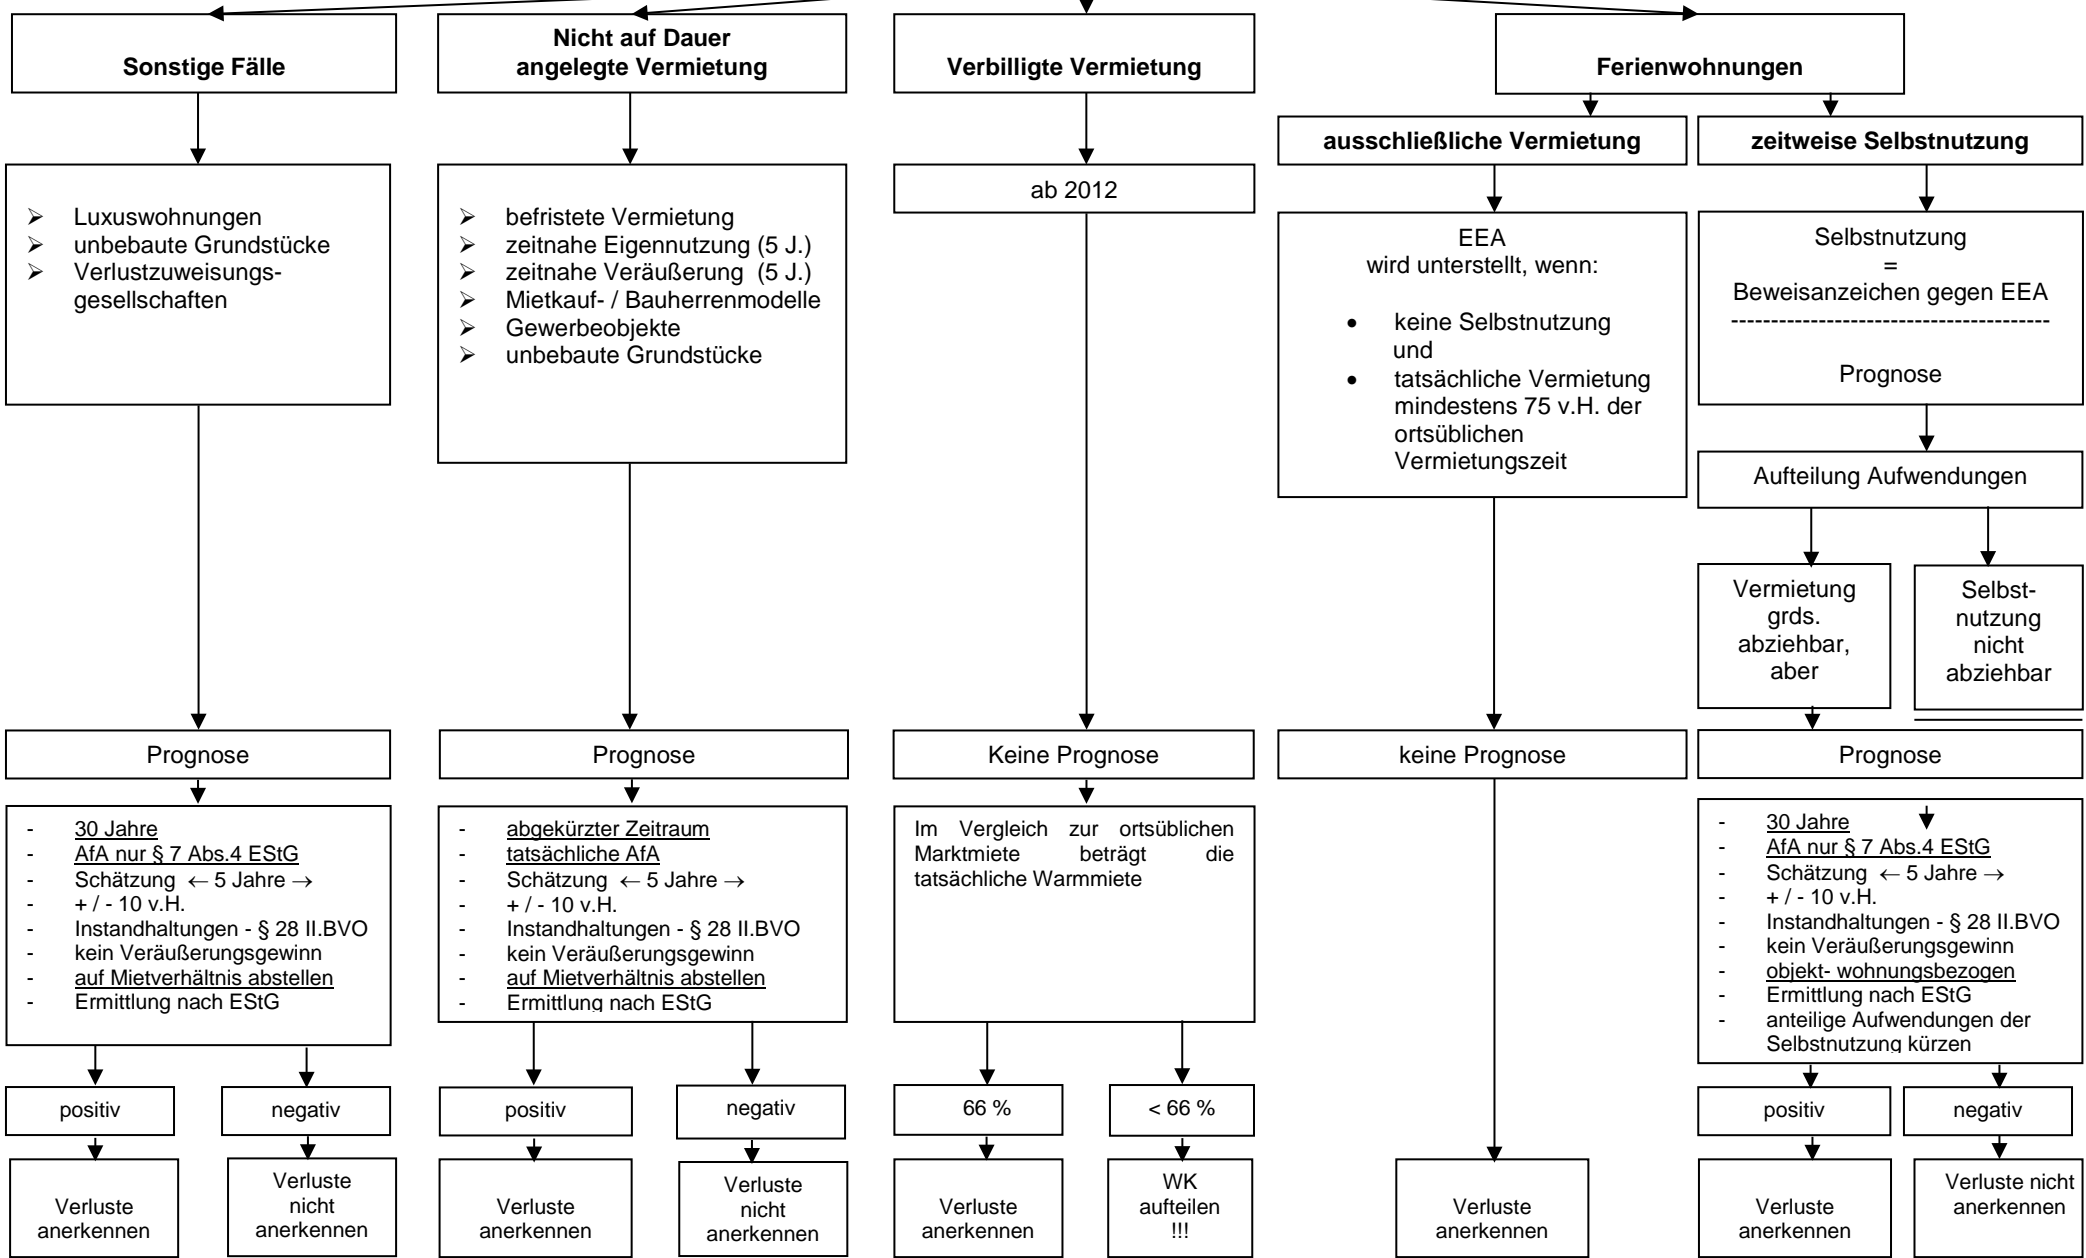 Sonstige Fälle
Nicht auf Dauer
angelegte Vermietung
Verbilligte Vermietung
Ferienwohnungen
ausschließliche Vermietung
zeitweise Selbstnutzung
➢ Luxuswohnungen
➢ unbebaute Grundstücke
➢ Verlustzuweisungs-
gesellschaften
➢ befristete Vermietung
➢ zeitnahe Eigennutzung (5 J.)
➢ zeitnahe Veräußerung (5 J.)
➢ Mietkauf- / Bauherrenmodelle
➢ Gewerbeobjekte
➢ unbebaute Grundstücke
ab 2012
EEA
wird unterstellt, wenn:
• keine Selbstnutzung
und
• tatsächliche Vermietung
mindestens 75 v.H. der
ortsüblichen
Vermietungszeit
Selbstnutzung
=
Beweisanzeichen gegen EEA
-----------------------------------------
Prognose
Aufteilung Aufwendungen
Vermietung
grds.
abziehbar,
aber
Selbst-
nutzung
nicht
abziehbar
Prognose
Prognose
Keine Prognose
keine Prognose
Prognose
- 30 Jahre
- AfA nur § 7 Abs.4 EStG
- Schätzung ← 5 Jahre →
- + / - 10 v.H.
- Instandhaltungen - § 28 II.BVO
- kein Veräußerungsgewinn
- auf Mietverhältnis abstellen
- Ermittlung nach EStG
- abgekürzter Zeitraum
- tatsächliche AfA
- Schätzung ← 5 Jahre →
- + / - 10 v.H.
- Instandhaltungen - § 28 II.BVO
- kein Veräußerungsgewinn
- auf Mietverhältnis abstellen
- Ermittlung nach EStG
Im Vergleich zur ortsüblichen
Marktmiete beträgt die
tatsächliche Warmmiete
- 30 Jahre
- AfA nur § 7 Abs.4 EStG
- Schätzung ← 5 Jahre →
- + / - 10 v.H.
- Instandhaltungen - § 28 II.BVO
- kein Veräußerungsgewinn
- objekt- wohnungsbezogen
- Ermittlung nach EStG
- anteilige Aufwendungen der
Selbstnutzung kürzen
positiv
negativ
positiv
negativ
66 %
< 66 %
positiv
negativ
Verluste
anerkennen
Verluste
nicht
anerkennen
Verluste
anerkennen
Verluste
nicht
anerkennen
Verluste
anerkennen
WK
aufteilen
!!!
Verluste
anerkennen
Verluste
anerkennen
Verluste nicht
anerkennen